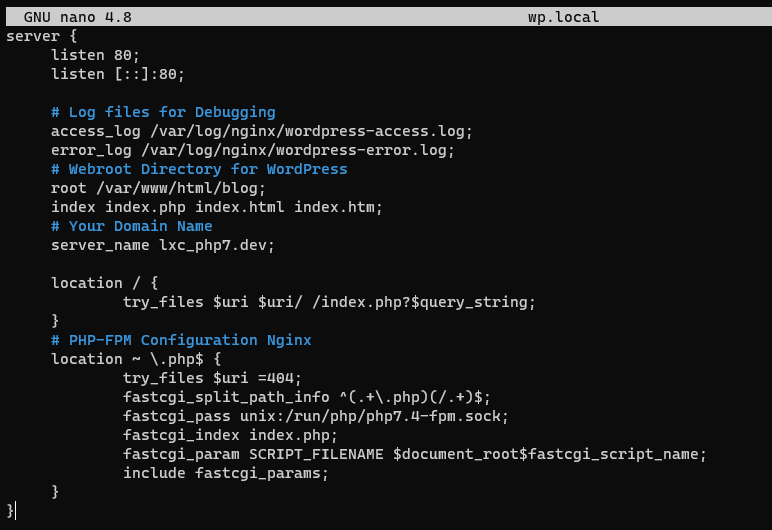 GNU nano 4.8 wp.local
server {
listen 80;
listen [::]:80;
# Log files for Debugging
access_log /var/log/nginx/wordpress-access.log;
error_log /var/log/nginx/wordpress-error.log;
# Webroot Directory for WordPress
root /var/www/html/blog;
index index.php index.html index.htm;
# Your Domain Name
server_name lxc_php7.dev;
location / {
try_files $uri $uri/ /index.php?$query_string;
}
# PHP-FPM Configuration Nginx
location ~ \.php$ {
try_files $uri =404;
fastcgi_split_path_info ^(.+\.php)(/.+)$;
fastcgi_pass unix:/run/php/php7.4-fpm.sock;
fastcgi_index index.php;
fastcgi_param SCRIPT_FILENAME $document_root$fastcgi_script_name;
include fastcgi_params;
}
}